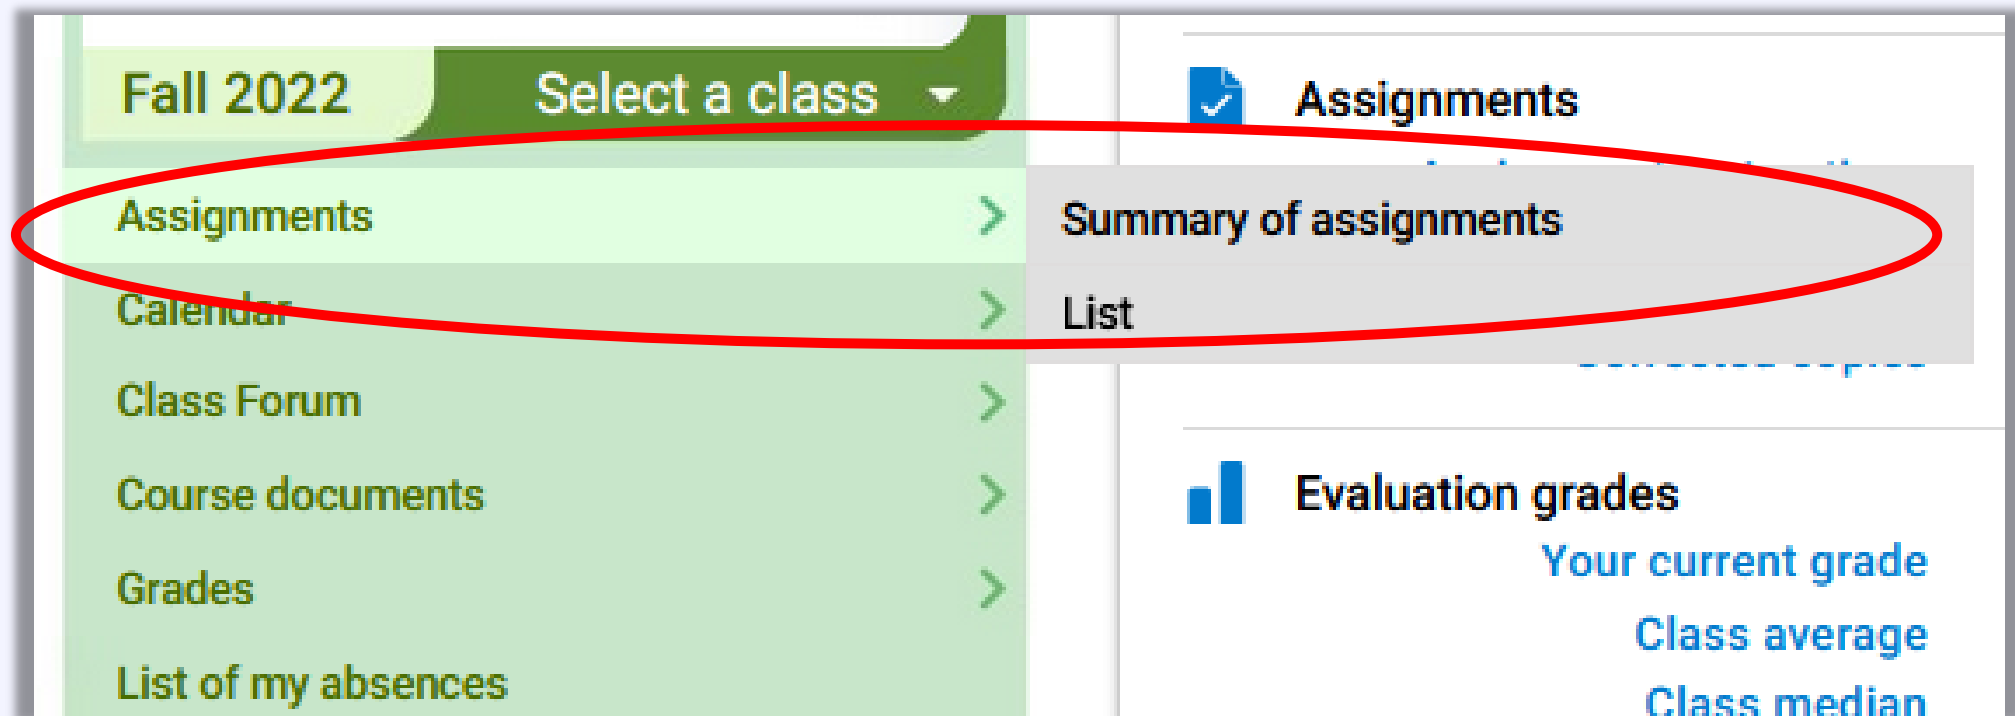 Fall 2022
Select a class
Assignments
Calendar
Class Forum
Course documents
Grades
List of my absences
Summary of assignments
List
Assignments
Evaluation grades
Your current grade
Class average
Class median